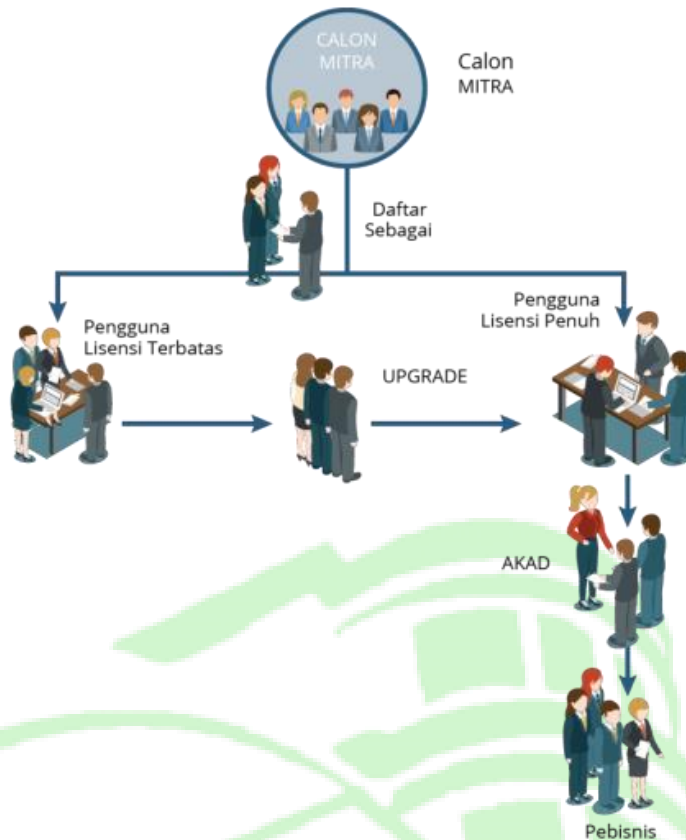 CALON
MITRA
Calon
MITRA
Daftar
Sebagai
Pengguna
Lisensi Terbatas
Pengguna
Lisensi Penuh
UPGRADE
AKAD
Pebisnis